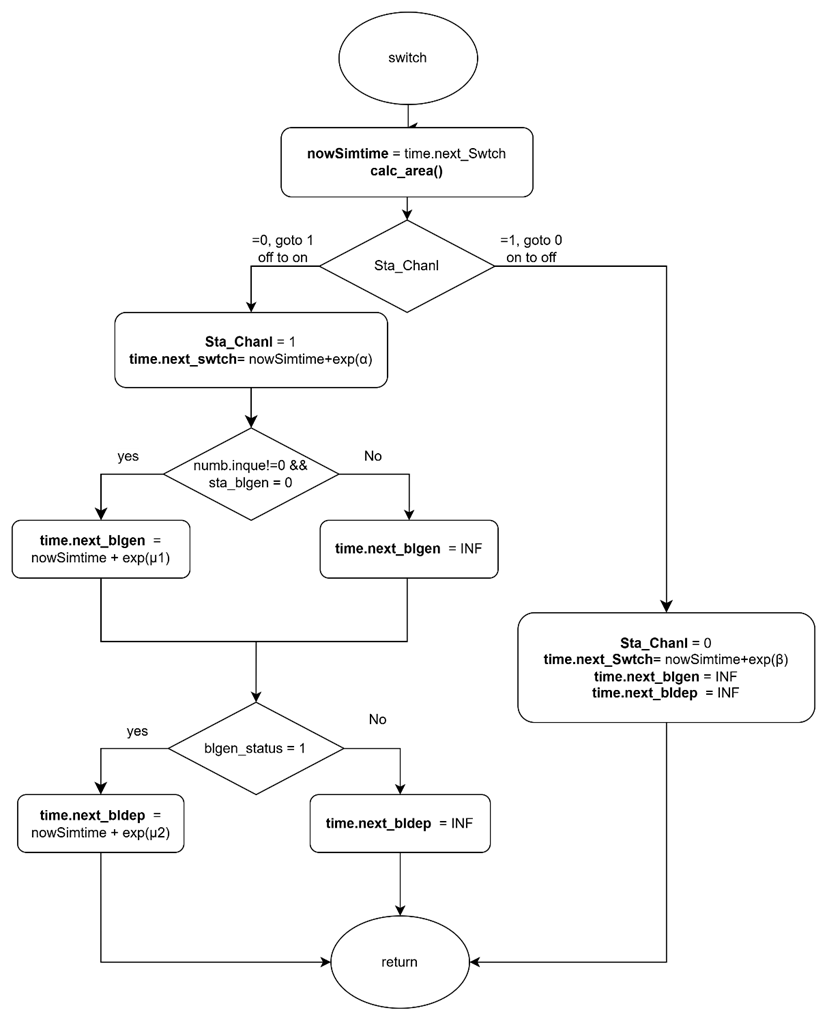 switch
nowSimtime = time.next_Swtch
calc_area()
=0, goto 1
off to on
Sta_Chanl
=1, goto 0
on to off
Sta_Chanl = 1
time.next_swtch= nowSimtime+exp(α)
yes
numb.inque!=0 &&
sta_blgen = 0
No
time.next_blgen =
nowSimtime + exp(μ1)
time.next_blgen = INF
Sta_Chanl = 0
time.next_Swtch= nowSimtime+exp(β)
time.next_blgen = INF
time.next_bldep = INF
yes
blgen_status = 1
No
time.next_bldep =
nowSimtime + exp(μ2)
time.next_bldep = INF
return